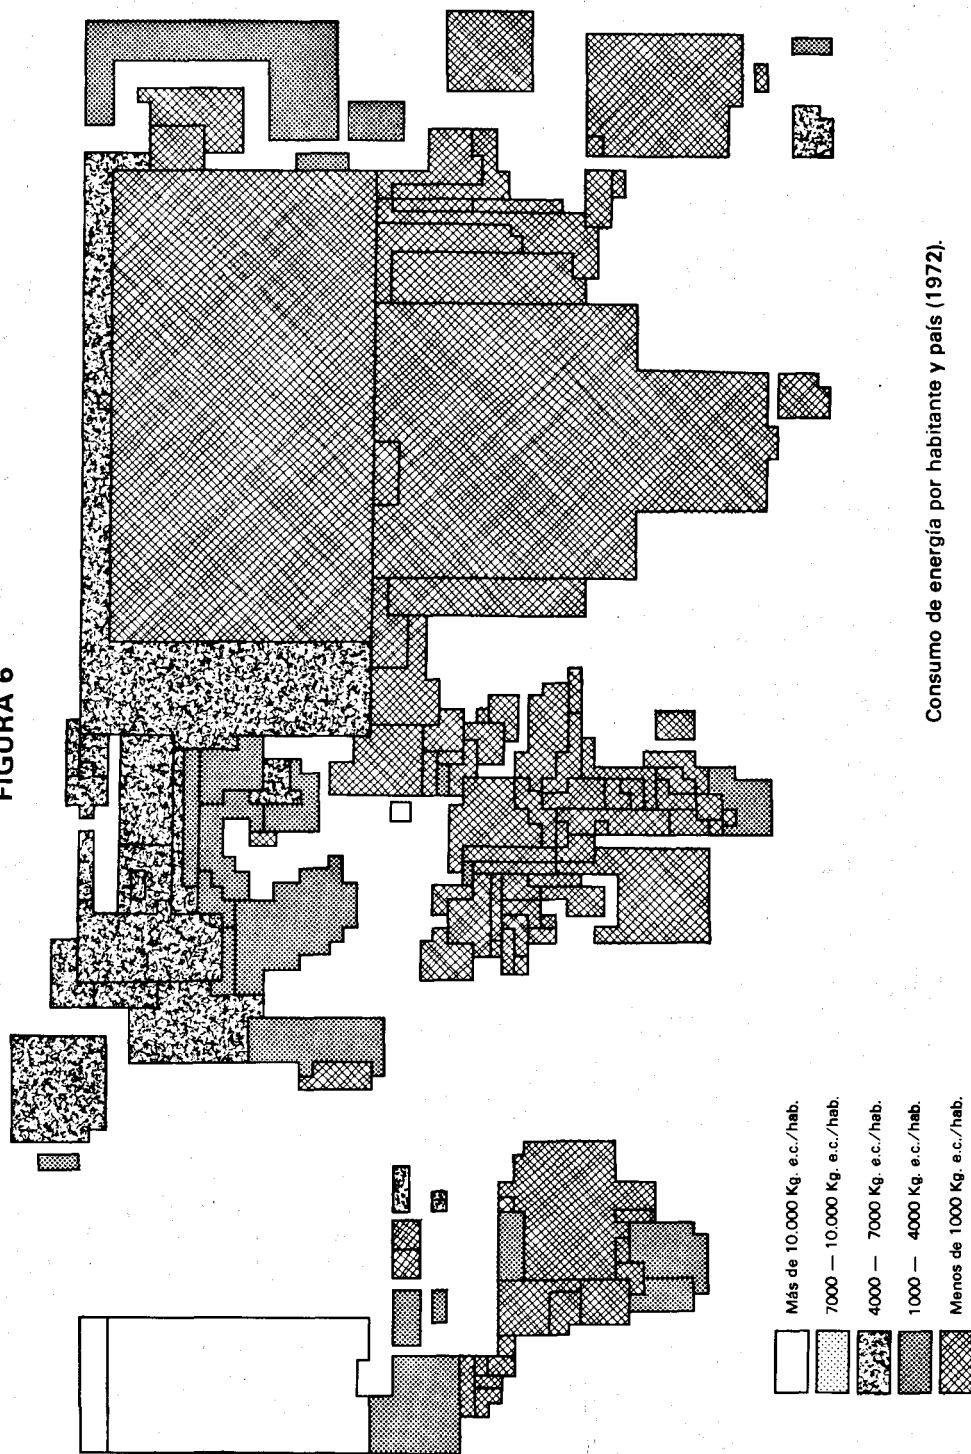 FIGURA 6
Consumo de energía por habitante y país (1972).
Más de 10.000 Kg. e.c./hab.
7000 — 10.000 Kg. e.c./hab.
4000 — 7000 Kg. e.c./hab.
1000 — 4000 Kg. e.c./hab.
Menos de 1000 Kg. e.c./hab.